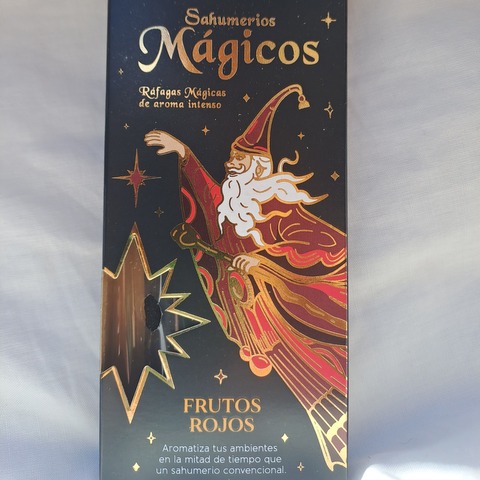 Sahumerios
Mágicos
Ráfagas Mágicas
de aroma intenso
FRUTOS
ROJOS
Aromatiza tus ambientes
en la mitad de tiempo que
un sahumerio convencional.